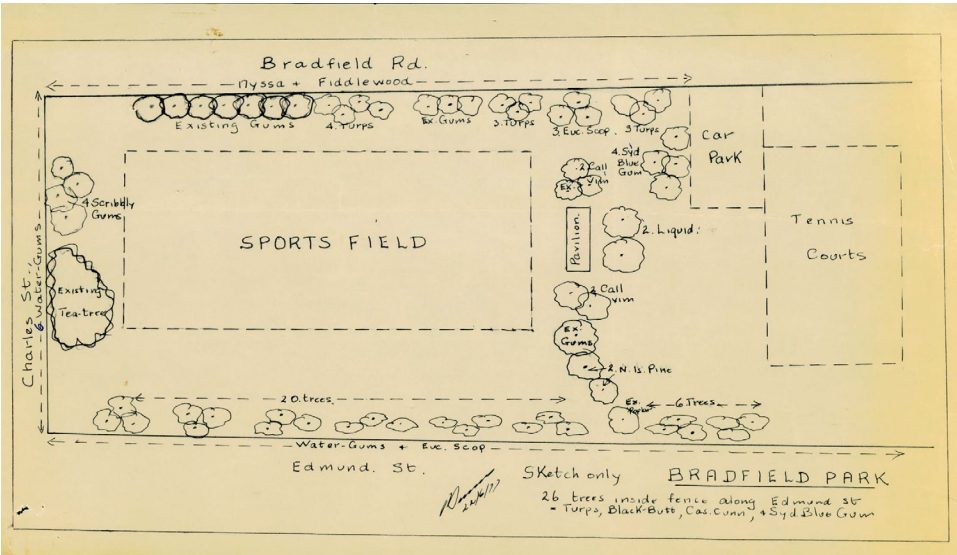 Bradfield Rd.
Nyssa + Fiddlewood
Existing Gums
4. Turps
Ex. Gums
3. Turps
3. Euc. Scop.
3 Turps
Car
Park
4. Syd
Blue
Gum
2 Call
Vim
Ex.
4 Scribbly
Gums
SPORTS FIELD
Pavilion.
2. Liquid.
Tennis
Courts
Charles St.
6 Water-Gums
Existing
Tea-tree
2 Call
Vim
Ex.
Gums
2. N. Is. Pine
20. trees
Ex.
6 Trees
Water-Gums + Euc. Scop
Edmund. St.
Sketch only
BRADFIELD PARK
26 trees inside fence along Edmund St
- Turps, Black-Butt, Cas. Cunn, + Syd Blue Gum